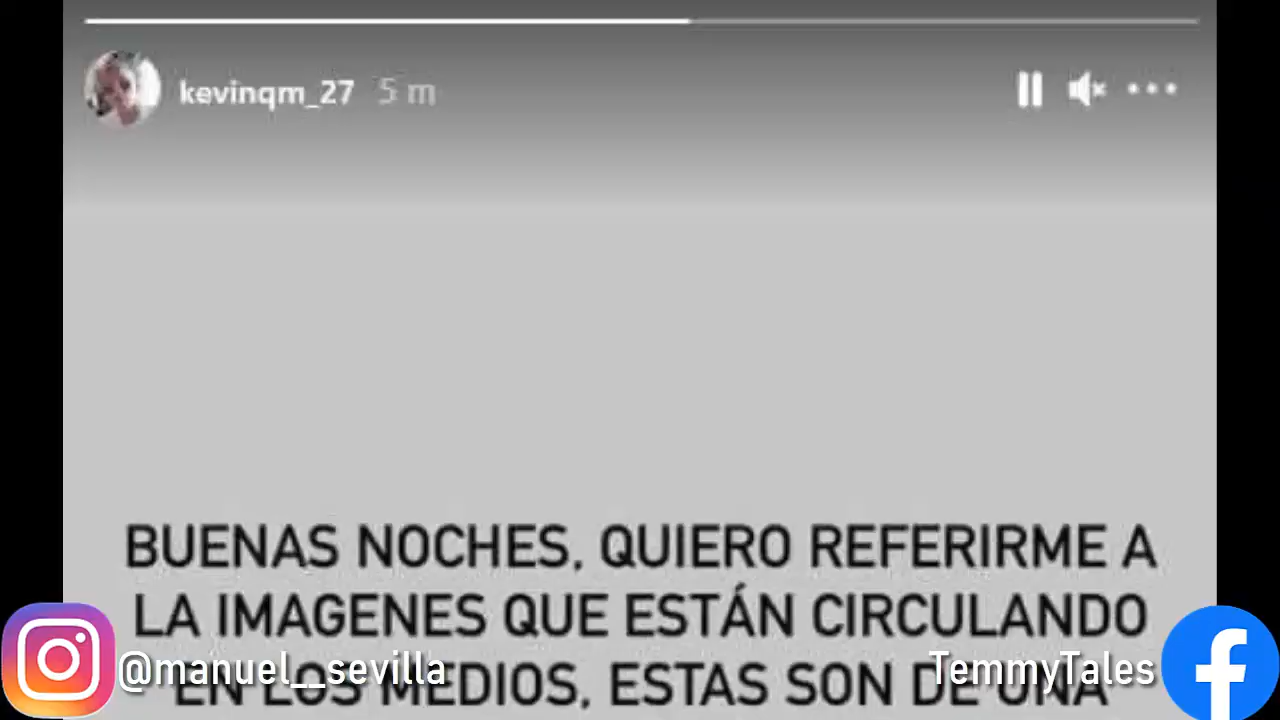 kevinqm_27 5 m
BUENAS NOCHES, QUIERO REFERIRME A
LA IMAGENES QUE ESTÁN CIRCULANDO
EN LOS MEDIOS, ESTAS SON DE UNA
@manuel__sevilla
TemmyTales